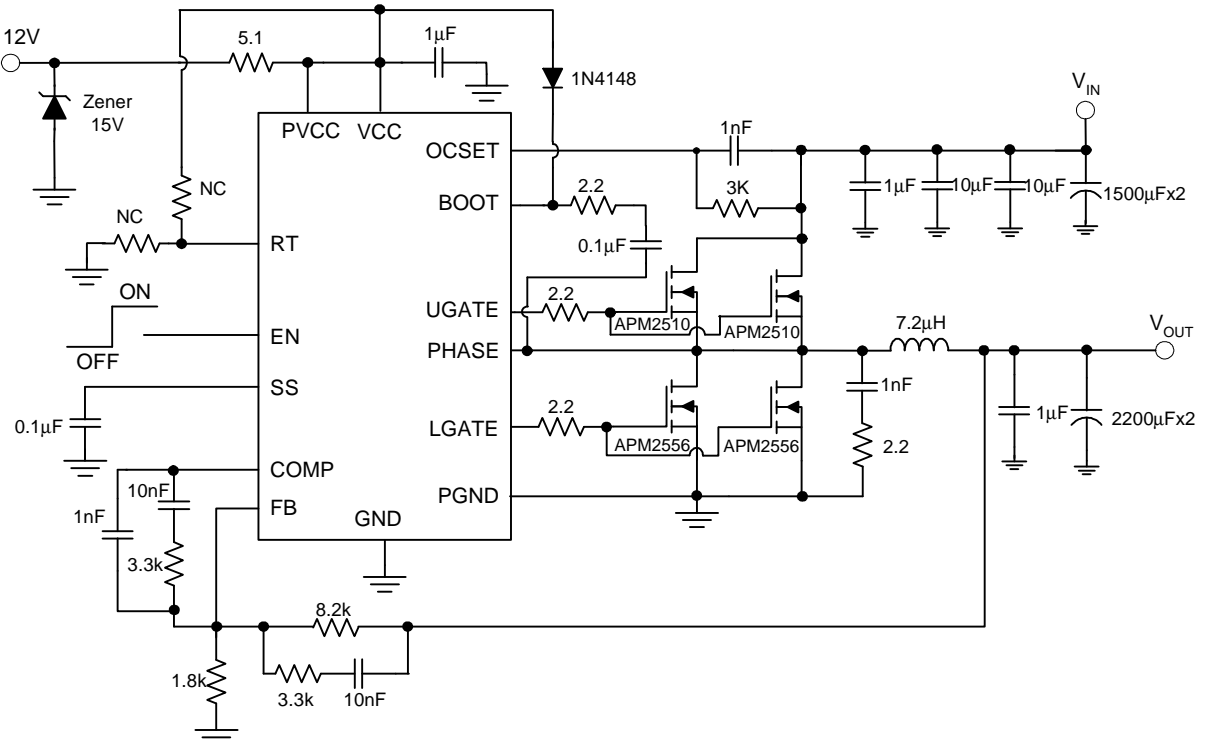 12V
5.1
1µF
Zener
15V
1N4148
V_IN
PVCC
VCC
OCSET
1nF
3K
1µF
10µF
10µF
1500µFx2
NC
NC
BOOT
2.2
0.1µF
RT
ON
OFF
EN
UGATE
2.2
APM2510
APM2510
PHASE
7.2µH
V_OUT
SS
0.1µF
1nF
2.2
1µF
2200µFx2
LGATE
2.2
APM2556
APM2556
COMP
10nF
1nF
FB
PGND
GND
3.3k
8.2k
1.8k
3.3k
10nF